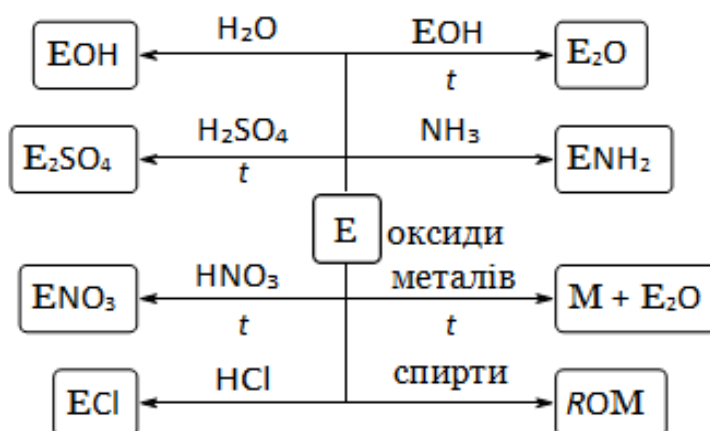 H₂O EOH
EOH E₂O
t
H₂SO₄ NH₃
E₂SO₄ ENH₂
t
E оксиди
HNO₃ металів
ENO₃ M + E₂O
t t
HCl спирти
ECl ROM